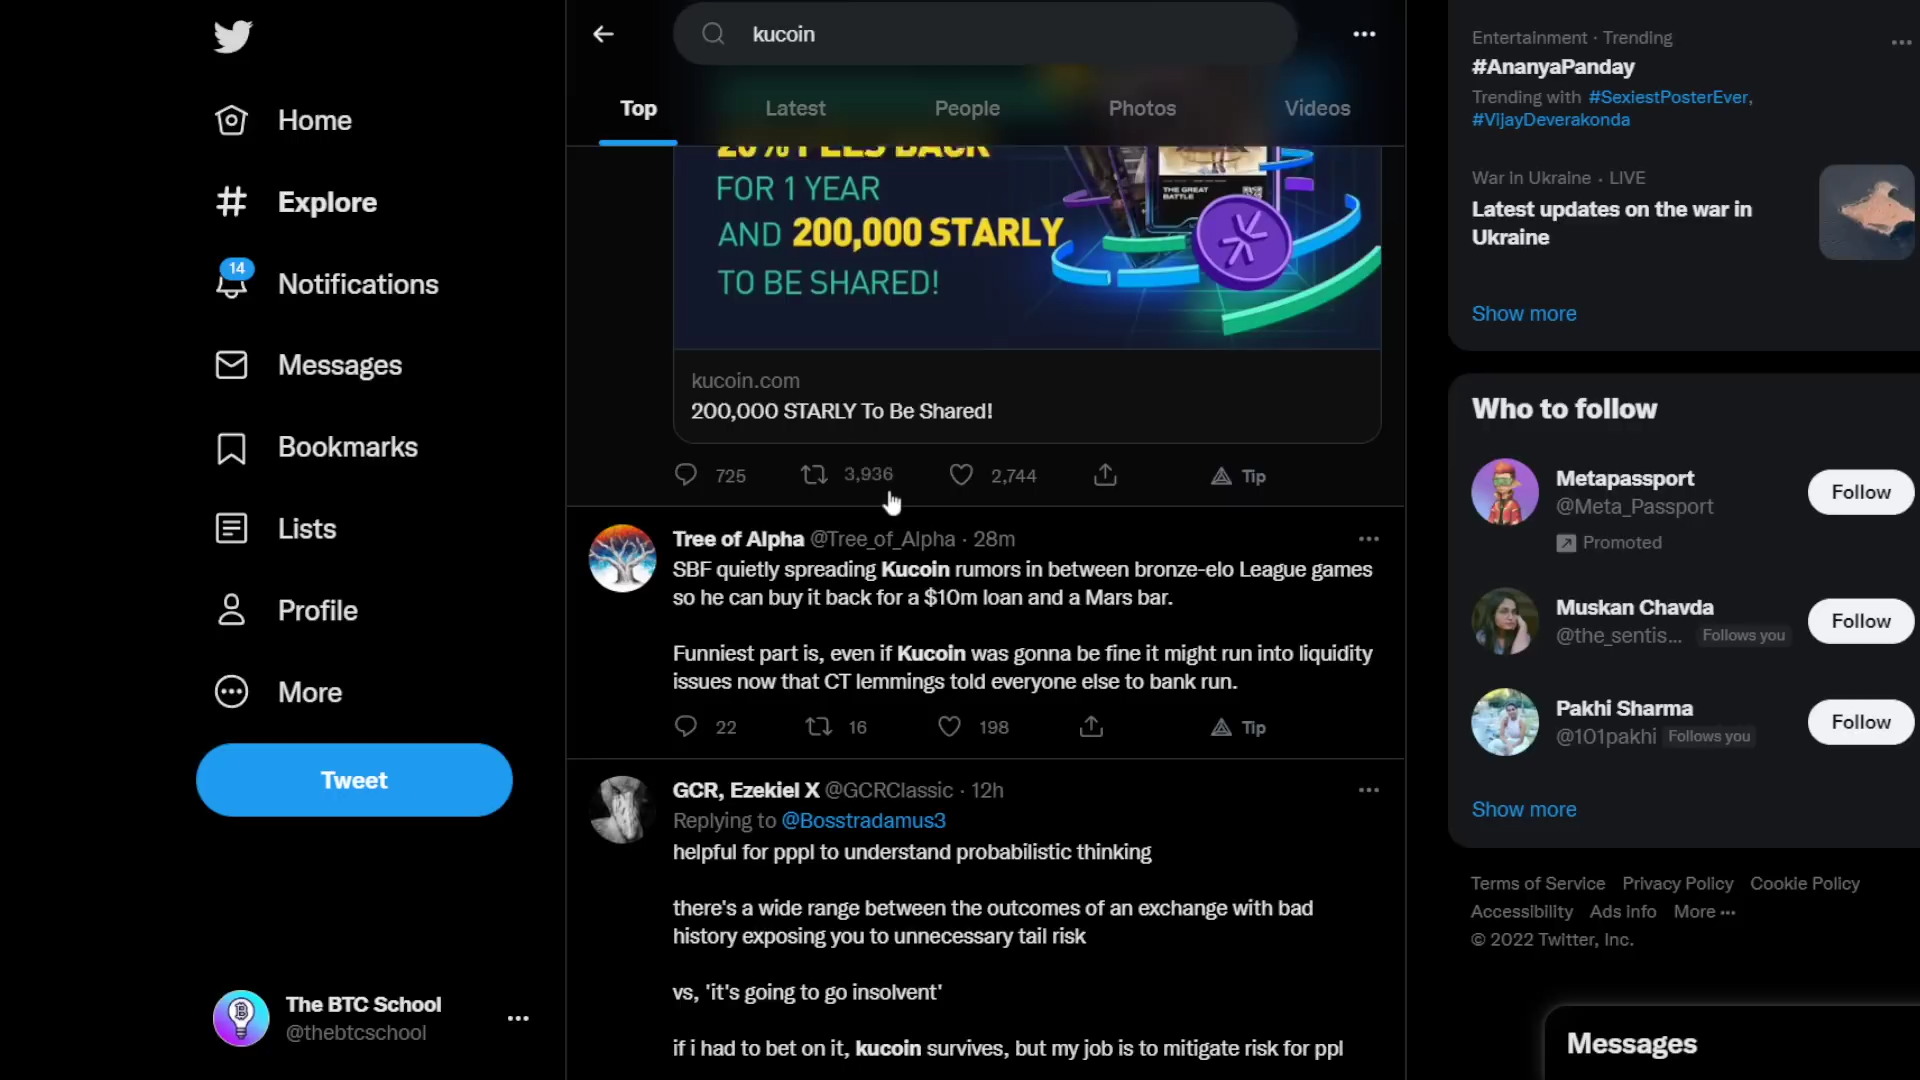 Home
Explore
14
Notifications
Messages
Bookmarks
Lists
Profile
More
Tweet
The BTC School
@thebtcschool
kucoin
Top
Latest
People
Photos
Videos
20% FEES BACK
FOR 1 YEAR
AND 200,000 STARLY
TO BE SHARED!
THE GREAT
BATTLE
kucoin.com
200,000 STARLY To Be Shared!
725
3,936
2,744
Tip
Tree of Alpha @Tree_of_Alpha · 28m
SBF quietly spreading Kucoin rumors in between bronze-elo League games
so he can buy it back for a $10m loan and a Mars bar.
Funniest part is, even if Kucoin was gonna be fine it might run into liquidity
issues now that CT lemmings told everyone else to bank run.
22
16
198
Tip
GCR, Ezekiel X @GCRClassic · 12h
Replying to @Bosstradamus3
helpful for pppl to understand probabilistic thinking
there's a wide range between the outcomes of an exchange with bad
history exposing you to unnecessary tail risk
vs, 'it's going to go insolvent'
if i had to bet on it, kucoin survives, but my job is to mitigate risk for ppl
Entertainment · Trending
#AnanyaPanday
Trending with #SexiestPosterEver,
#VijayDeverakonda
War in Ukraine · LIVE
Latest updates on the war in
Ukraine
Show more
Who to follow
Metapassport
@Meta_Passport
Promoted
Follow
Muskan Chavda
@the_sentis... Follows you
Follow
Pakhi Sharma
@101pakhi Follows you
Follow
Show more
Terms of Service Privacy Policy Cookie Policy
Accessibility Ads info More ···
© 2022 Twitter, Inc.
Messages